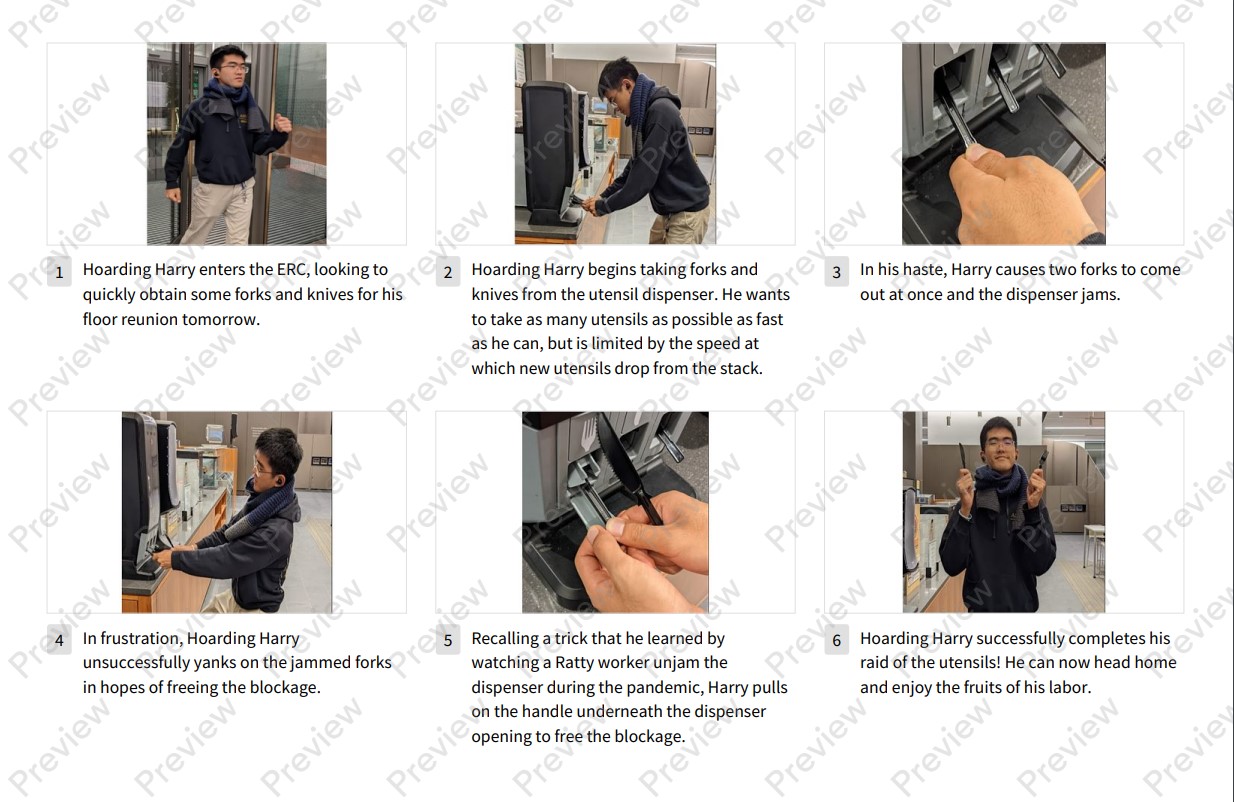 1
Hoarding Harry enters the ERC, looking to
quickly obtain some forks and knives for his
floor reunion tomorrow.
2
Hoarding Harry begins taking forks and
knives from the utensil dispenser. He wants
to take as many utensils as possible as fast
as he can, but is limited by the speed at
which new utensils drop from the stack.
3
In his haste, Harry causes two forks to come
out at once and the dispenser jams.
4
In frustration, Hoarding Harry
unsuccessfully yanks on the jammed forks
in hopes of freeing the blockage.
5
Recalling a trick that he learned by
watching a Ratty worker unjam the
dispenser during the pandemic, Harry pulls
on the handle underneath the dispenser
opening to free the blockage.
6
Hoarding Harry successfully completes his
raid of the utensils! He can now head home
and enjoy the fruits of his labor.
Preview